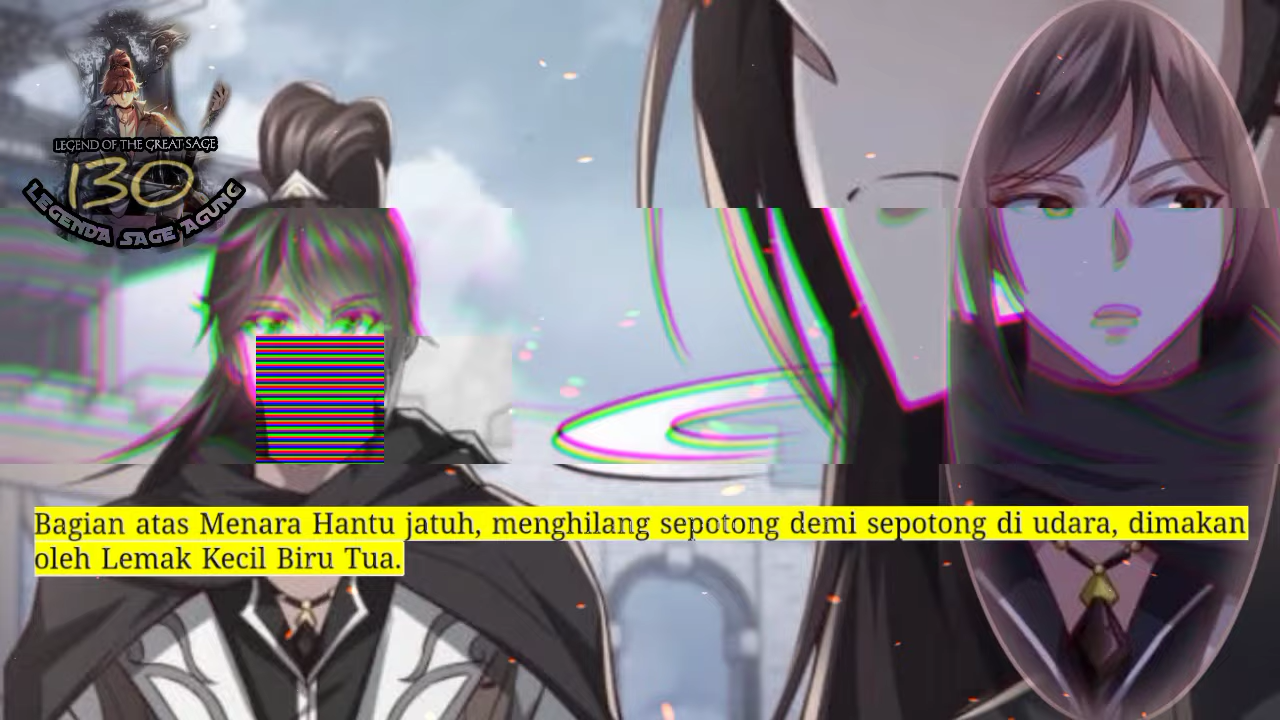 LEGEND OF THE GREAT SAGE
130
LEGENDA SAGE AGUNG
Bagian atas Menara Hantu jatuh, menghilang sepotong demi sepotong di udara, dimakan
oleh Lemak Kecil Biru Tua.